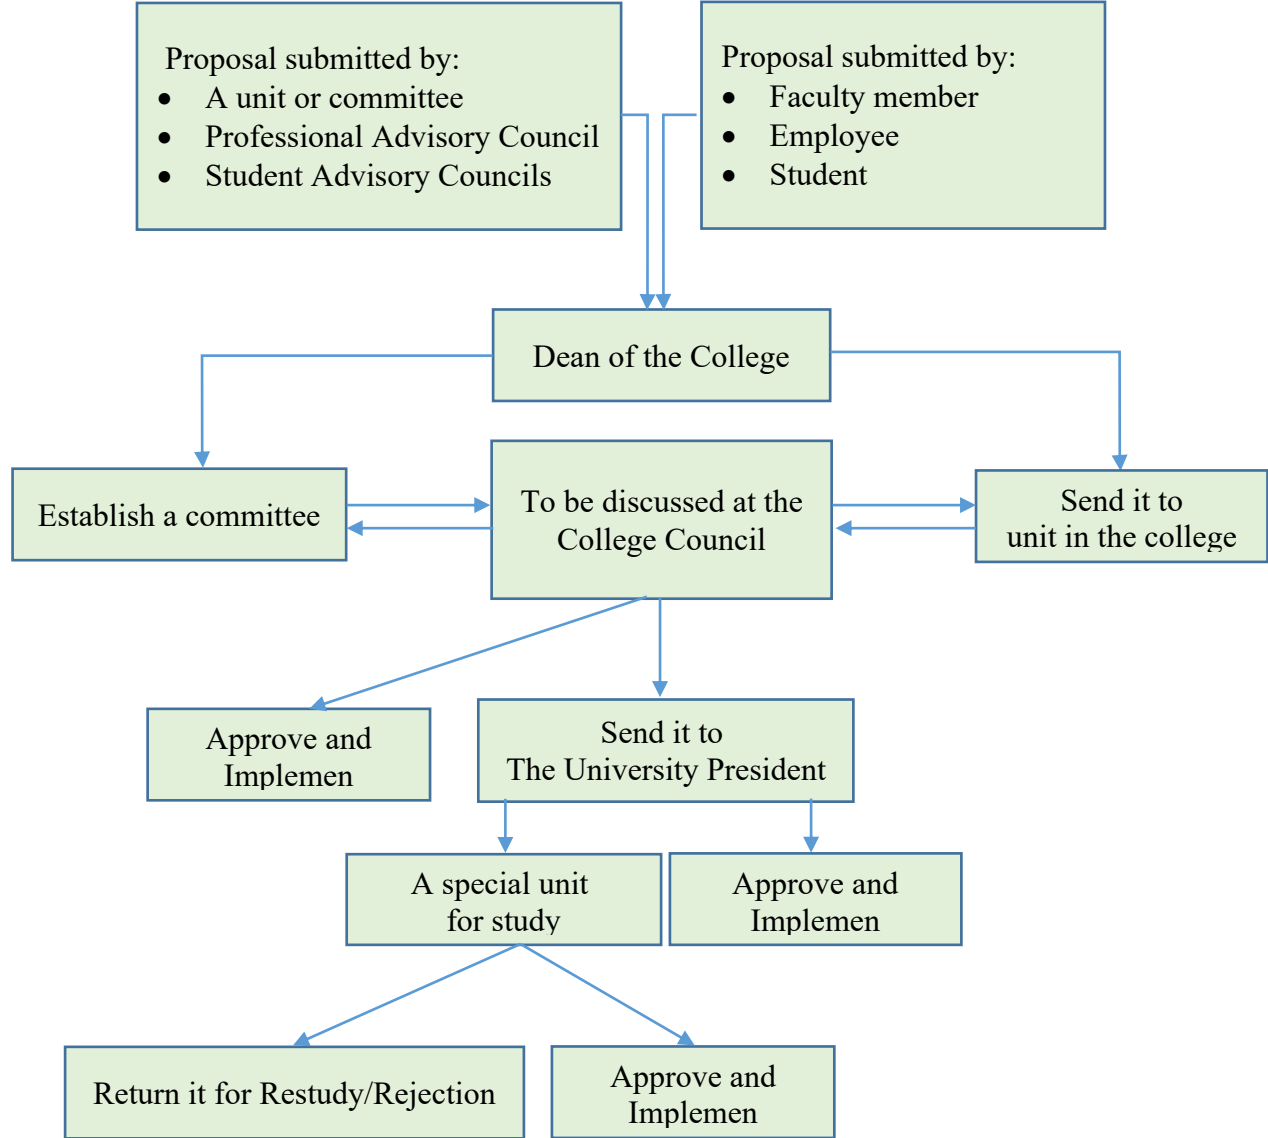 Proposal submitted by:
• A unit or committee
• Professional Advisory Council
• Student Advisory Councils
Proposal submitted by:
• Faculty member
• Employee
• Student
Dean of the College
Establish a committee
To be discussed at the
College Council
Send it to
unit in the college
Approve and
Implemen
Send it to
The University President
A special unit
for study
Approve and
Implemen
Return it for Restudy/Rejection
Approve and
Implemen